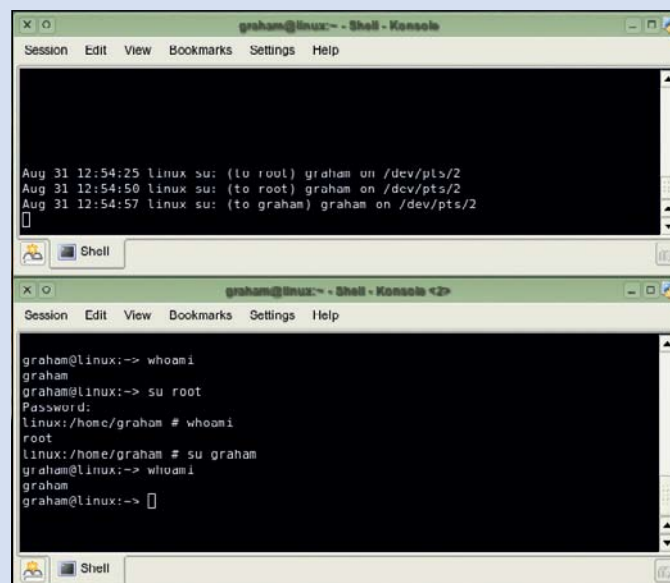 graham@linux:~ - Shell - Konsole
Session Edit View Bookmarks Settings Help
Aug 31 12:54:25 linux su: (to root) graham on /dev/pts/2
Aug 31 12:54:50 linux su: (to root) graham on /dev/pts/2
Aug 31 12:54:57 linux su: (to graham) graham on /dev/pts/2
Shell
graham@linux:~ - Shell - Konsole <2>
Session Edit View Bookmarks Settings Help
graham@linux:~> whoami
graham
graham@linux:~> su root
Password:
linux:/home/graham # whoami
root
linux:/home/graham # su graham
graham@linux:~> whoami
graham
graham@linux:~>
Shell